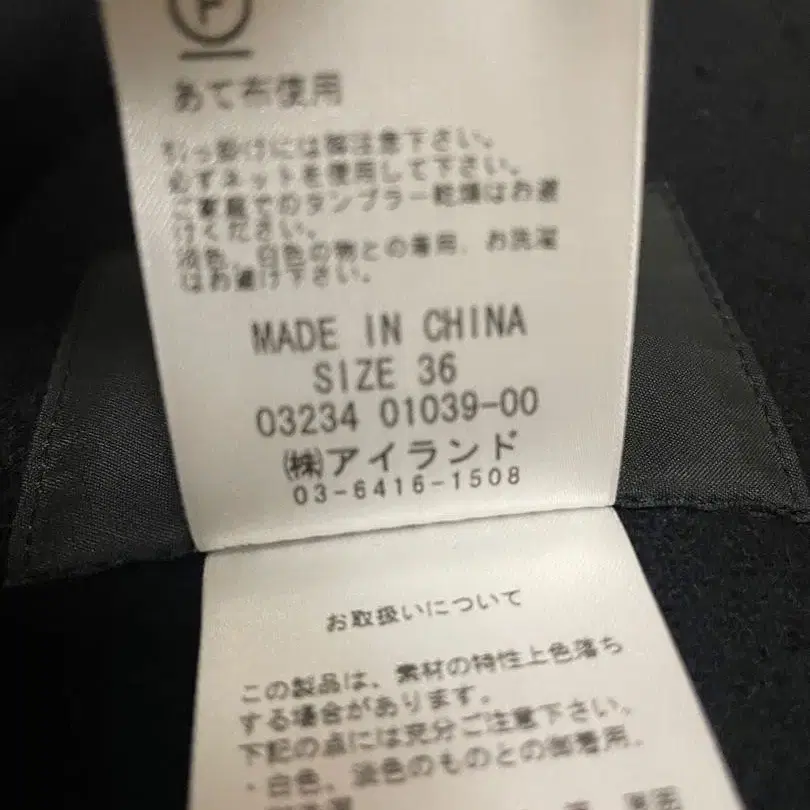 P
あて布使用
引っ掛けには御注意下さい。
必ずネットを使用して下さい。
ご家庭でのタンブラー乾燥はお避
けください。
淡色、白色の物との着用、お洗濯
はお避け下さい。
MADE IN CHINA
SIZE 36
03234 01039-00
㈱アイランド
03-6416-1508
お取扱いについて
この製品は、素材の特性上色落ち
する場合があります。
下記の点には充分ご注意下さい。
・白色、淡色のものとの御着用.